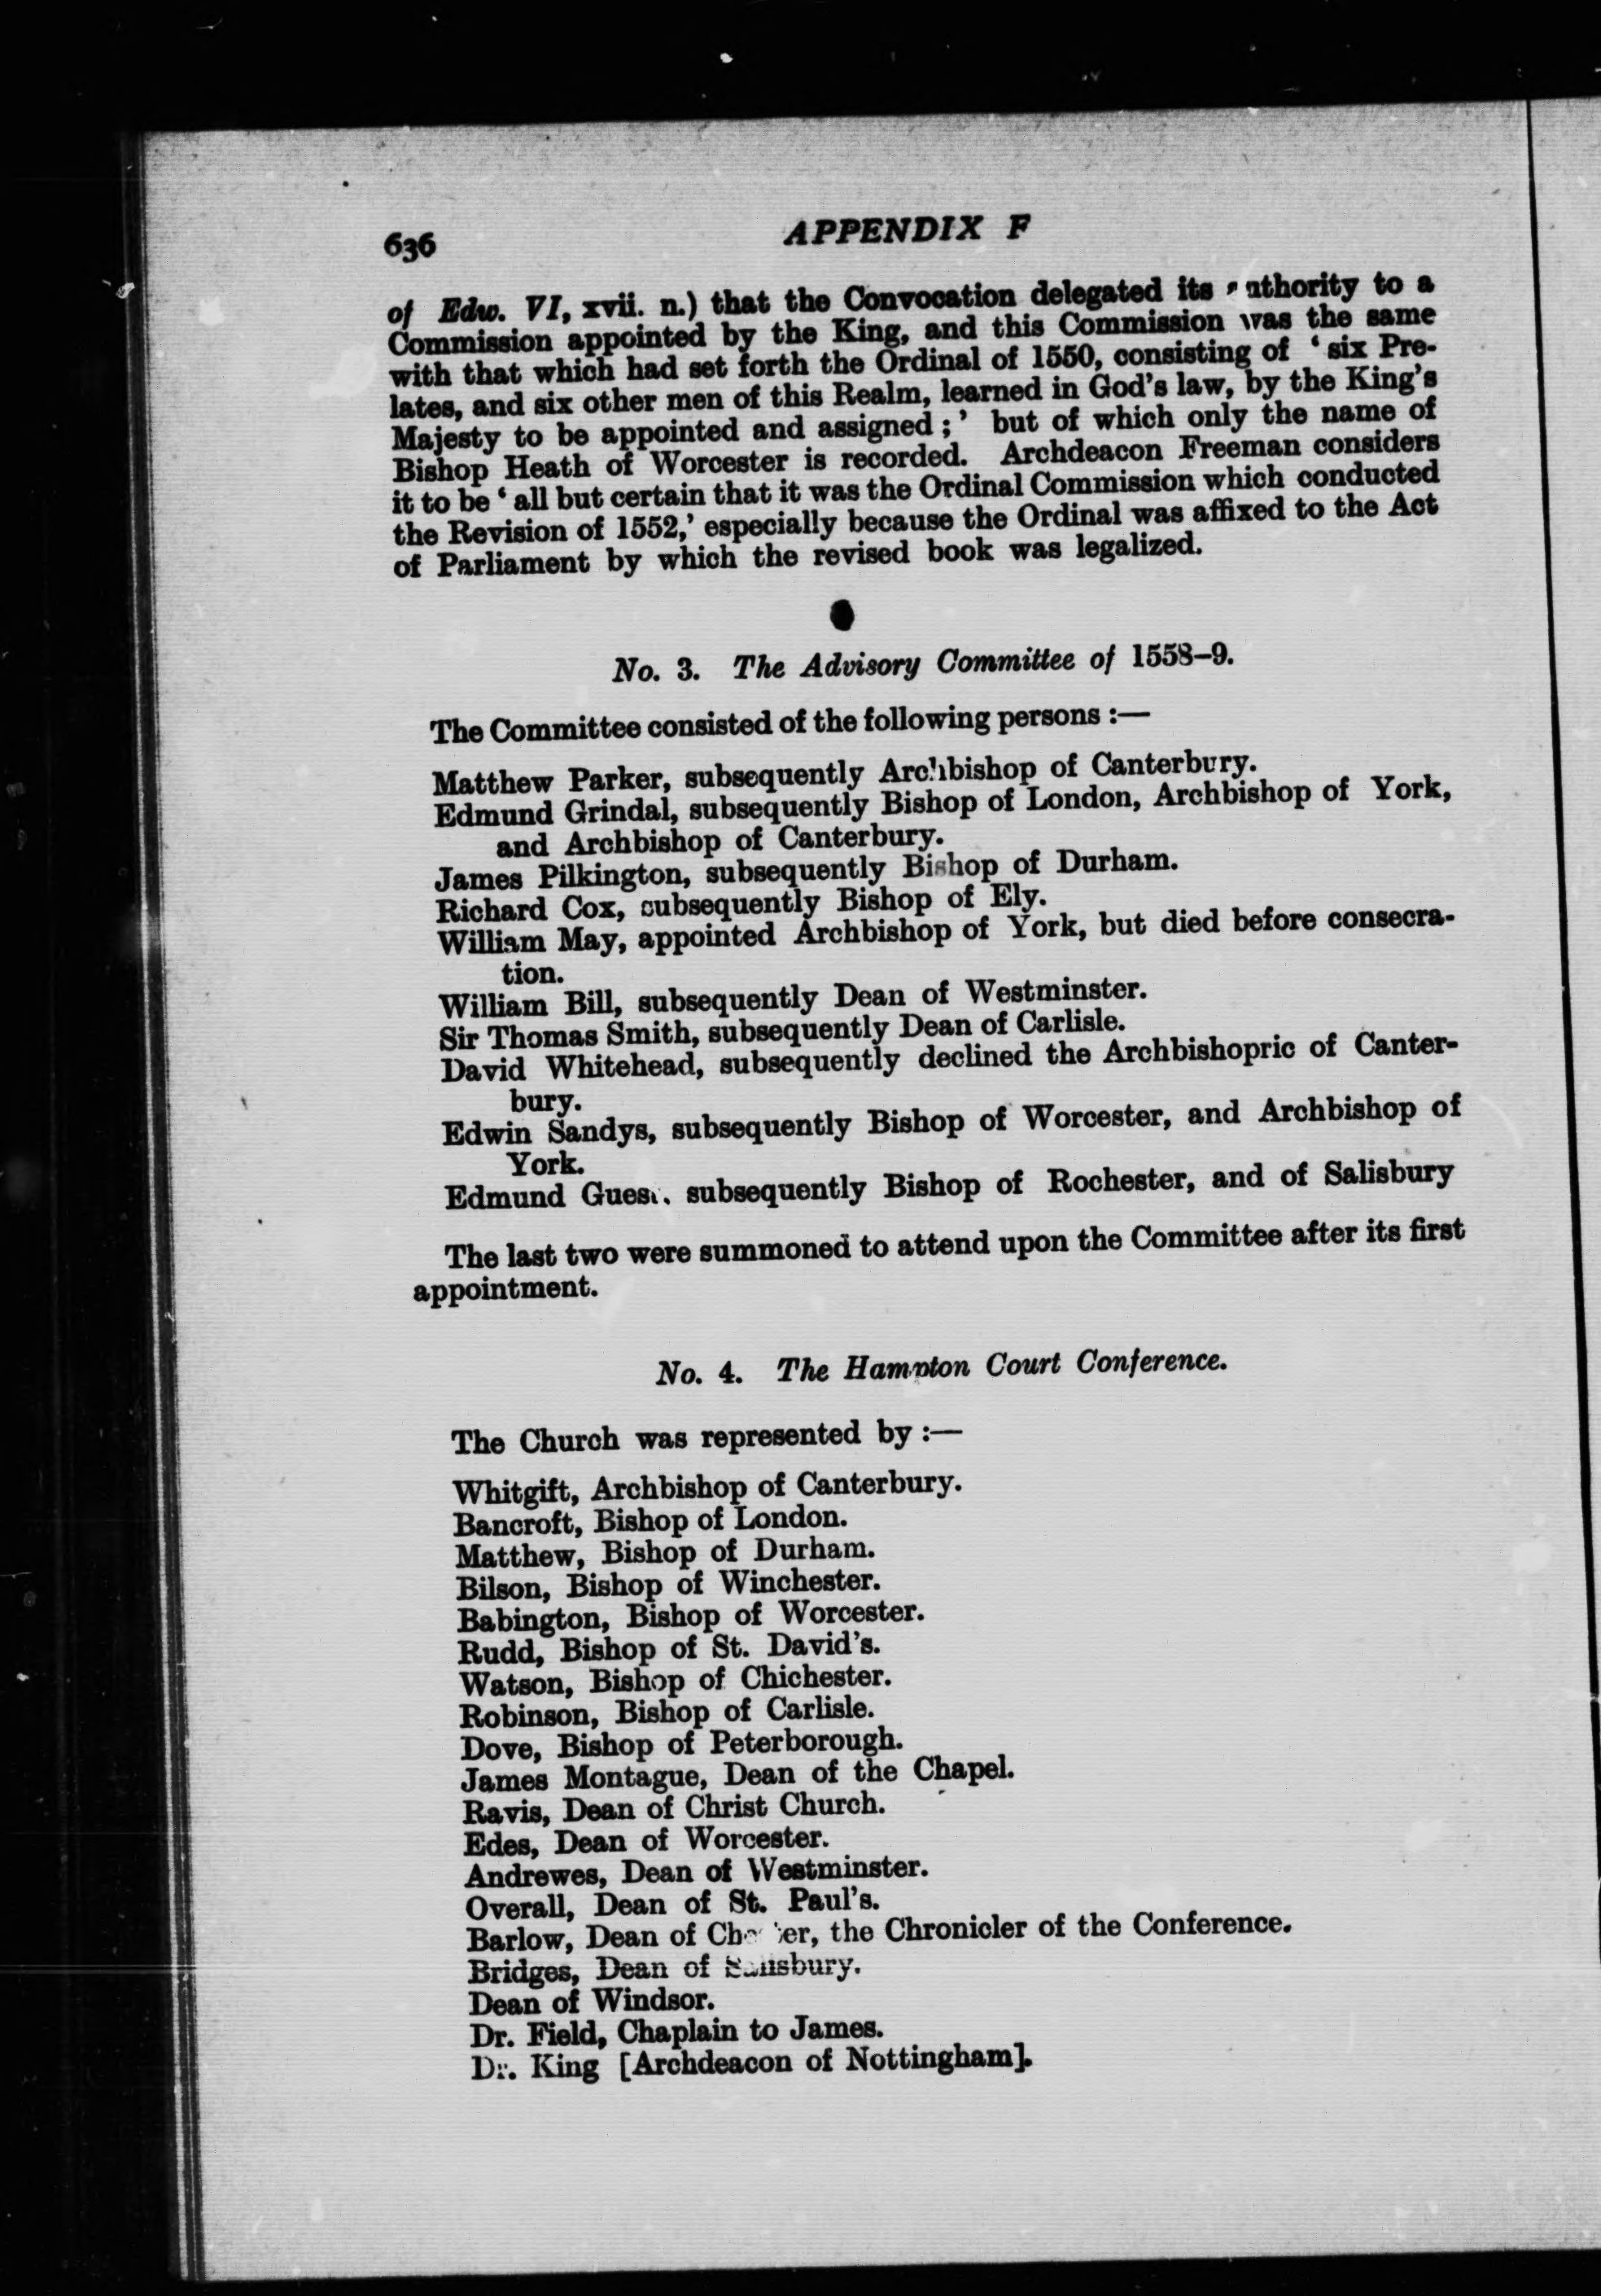 636
APPENDIX F
of Edw. VI, xvii. n.) that the Convocation delegated its authority to a
Commission appointed by the King, and this Commission was the same
with that which had set forth the Ordinal of 1550, consisting of ‘ six Pre-
lates, and six other men of this Realm, learned in God’s law, by the King’s
Majesty to be appointed and assigned ; ’ but of which only the name of
Bishop Heath of Worcester is recorded. Archdeacon Freeman considers
it to be ‘ all but certain that it was the Ordinal Commission which conducted
the Revision of 1552,’ especially because the Ordinal was affixed to the Act
of Parliament by which the revised book was legalized.
No. 3. The Advisory Committee of 1558–9.
The Committee consisted of the following persons :—
Matthew Parker, subsequently Archbishop of Canterbury.
Edmund Grindal, subsequently Bishop of London, Archbishop of York,
and Archbishop of Canterbury.
James Pilkington, subsequently Bishop of Durham.
Richard Cox, subsequently Bishop of Ely.
William May, appointed Archbishop of York, but died before consecra-
tion.
William Bill, subsequently Dean of Westminster.
Sir Thomas Smith, subsequently Dean of Carlisle.
David Whitehead, subsequently declined the Archbishopric of Canter-
bury.
Edwin Sandys, subsequently Bishop of Worcester, and Archbishop of
York.
Edmund Guest, subsequently Bishop of Rochester, and of Salisbury
The last two were summoned to attend upon the Committee after its first
appointment.
No. 4. The Hampton Court Conference.
The Church was represented by :—
Whitgift, Archbishop of Canterbury.
Bancroft, Bishop of London.
Matthew, Bishop of Durham.
Bilson, Bishop of Winchester.
Babington, Bishop of Worcester.
Rudd, Bishop of St. David’s.
Watson, Bishop of Chichester.
Robinson, Bishop of Carlisle.
Dove, Bishop of Peterborough.
James Montague, Dean of the Chapel.
Ravis, Dean of Christ Church.
Edes, Dean of Worcester.
Andrewes, Dean of Westminster.
Overall, Dean of St. Paul’s.
Barlow, Dean of Chester, the Chronicler of the Conference.
Bridges, Dean of Salisbury.
Dean of Windsor.
Dr. Field, Chaplain to James.
Dr. King [Archdeacon of Nottingham].